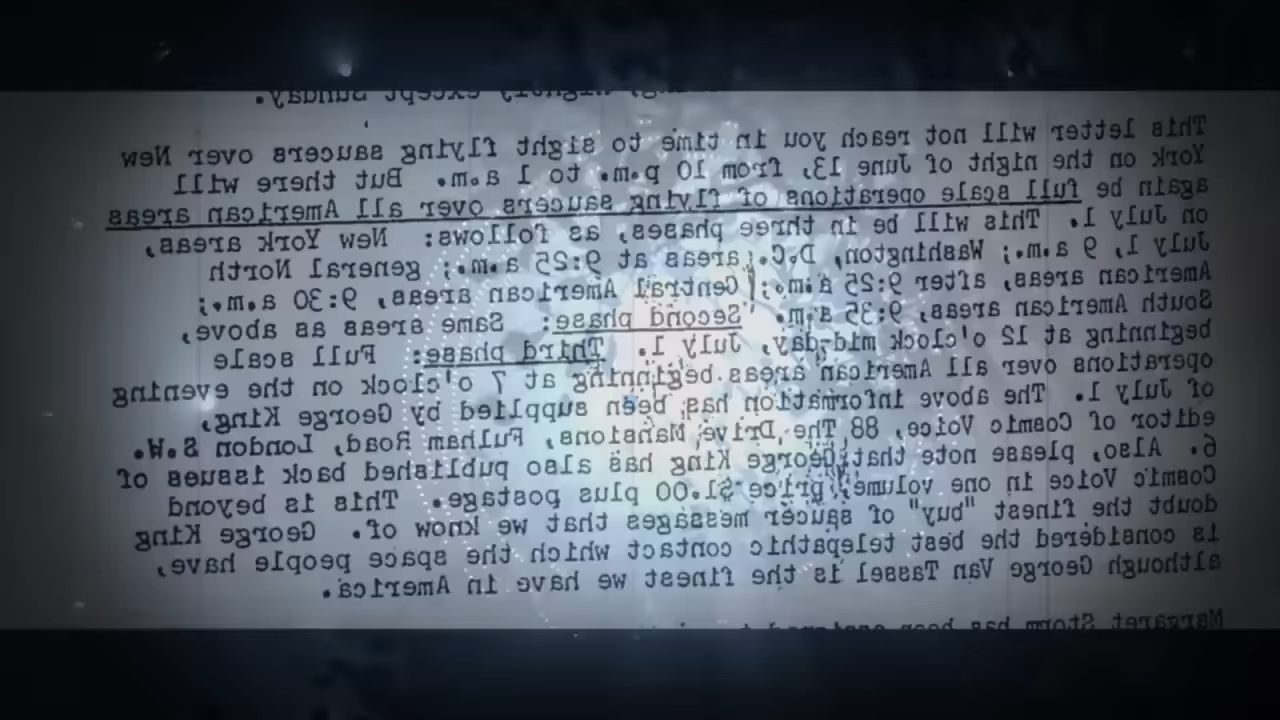 nightly except Sunday.
This letter will not reach you in time to sight flying saucers over New
York on the night of June 13, from 10 p.m. to 1 a.m. But there will
again be full scale operations of flying saucers over all American areas
on July 1. This will be in three phases, as follows: New York areas,
July 1, 9 a.m.; Washington, D.C. areas at 9:25 a.m.; general North
American areas, after 9:25 a.m.; Central American areas, 9:30 a.m.;
South American areas, 9:35 a.m. Second phase: Same areas as above,
beginning at 12 o'clock mid-day, July 1. Third phase: Full scale
operations over all American areas beginning at 7 o'clock on the evening
of July 1. The above information has been supplied by George King,
editor of Cosmic Voice, 88 The Drive Mansions, Fulham Road, London S.W.
6. Also, please note that George King has also published back issues of
Cosmic Voice in one volume, price $1.00 plus postage. This is beyond
doubt the finest "buy" of saucer messages that we know of. George King
is considered the best telepathic contact which the space people have,
although George Van Tassel is the finest we have in America.
Margaret Storm has been